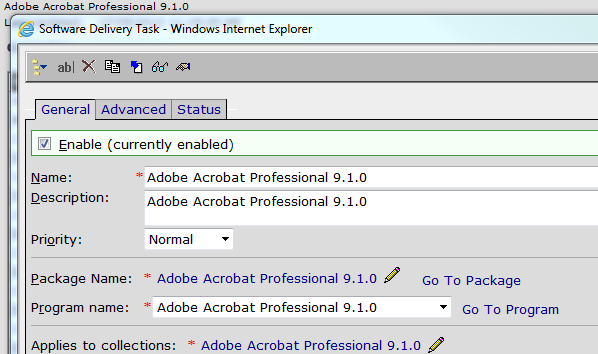 Adobe Acrobat Professional 9.1.0
Software Delivery Task - Windows Internet Explorer
ab|
General Advanced Status
Enable (currently enabled)
Name: * Adobe Acrobat Professional 9.1.0
Description: Adobe Acrobat Professional 9.1.0
Priority: Normal
Package Name: * Adobe Acrobat Professional 9.1.0 Go To Package
Program name: * Adobe Acrobat Professional 9.1.0 Go To Program
Applies to collections: * Adobe Acrobat Professional 9.1.0